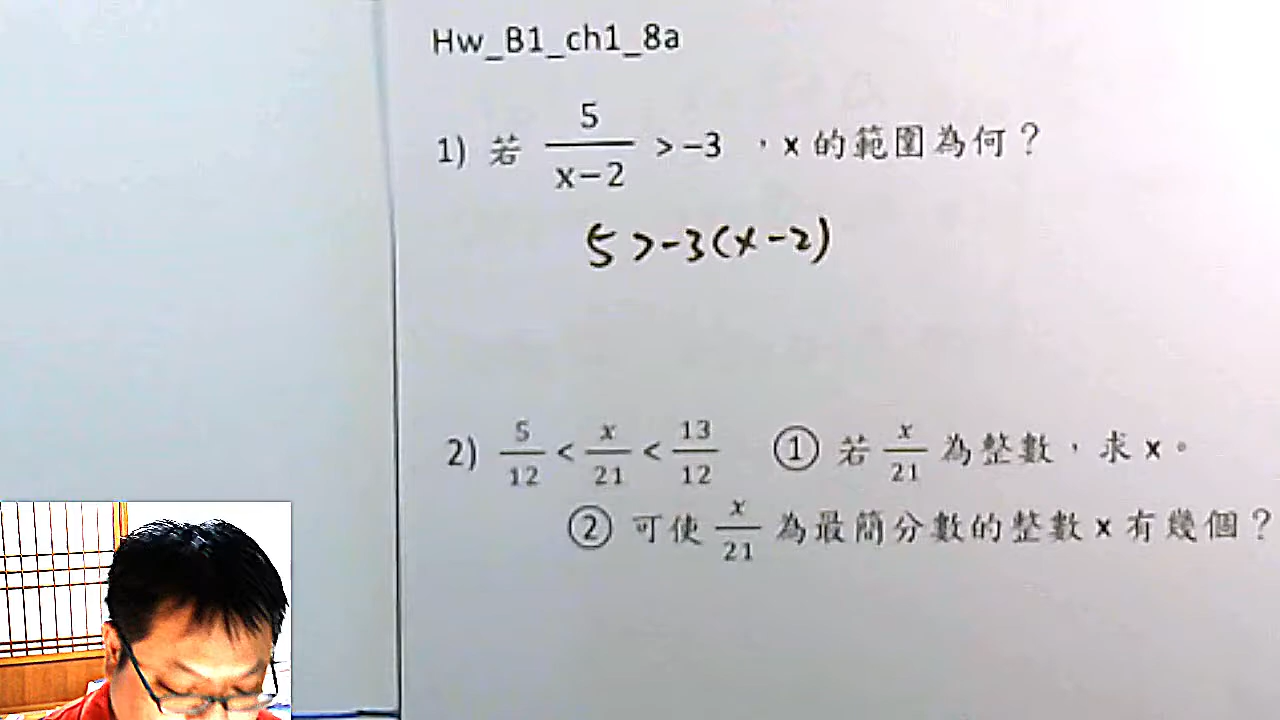 Hw_B1_ch1_8a
1) 若 5/(x−2) > −3 ,x 的範圍為何?
5 > -3(x-2)
2) 5/12 < x/21 < 13/12 ① 若 x/21 為整數,求 x。
② 可使 x/21 為最簡分數的整數 x 有幾個?